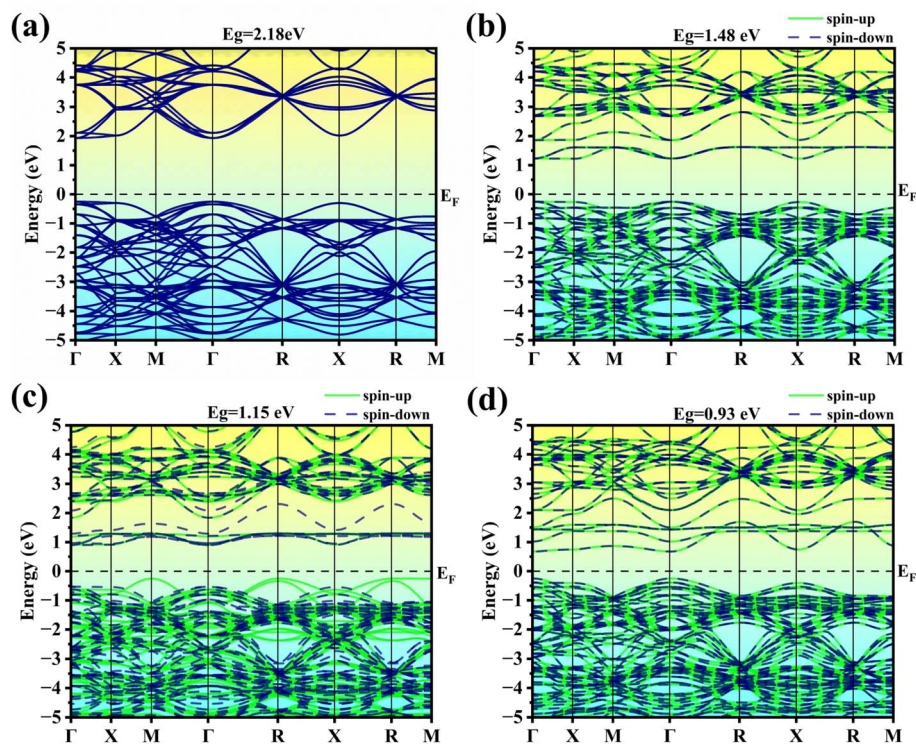 (a)
Eg=2.18eV
5
4
3
2
1
0
−1
−2
−3
−4
−5
Energy (eV)
E_F
Γ X M Γ R X R M
(b)
spin-up
spin-down
Eg=1.48 eV
5
4
3
2
1
0
−1
−2
−3
−4
−5
Energy (eV)
E_F
Γ X M Γ R X R M
(c)
spin-up
spin-down
Eg=1.15 eV
5
4
3
2
1
0
−1
−2
−3
−4
−5
Energy (eV)
E_F
Γ X M Γ R X R M
(d)
spin-up
spin-down
Eg=0.93 eV
5
4
3
2
1
0
−1
−2
−3
−4
−5
Energy (eV)
E_F
Γ X M Γ R X R M